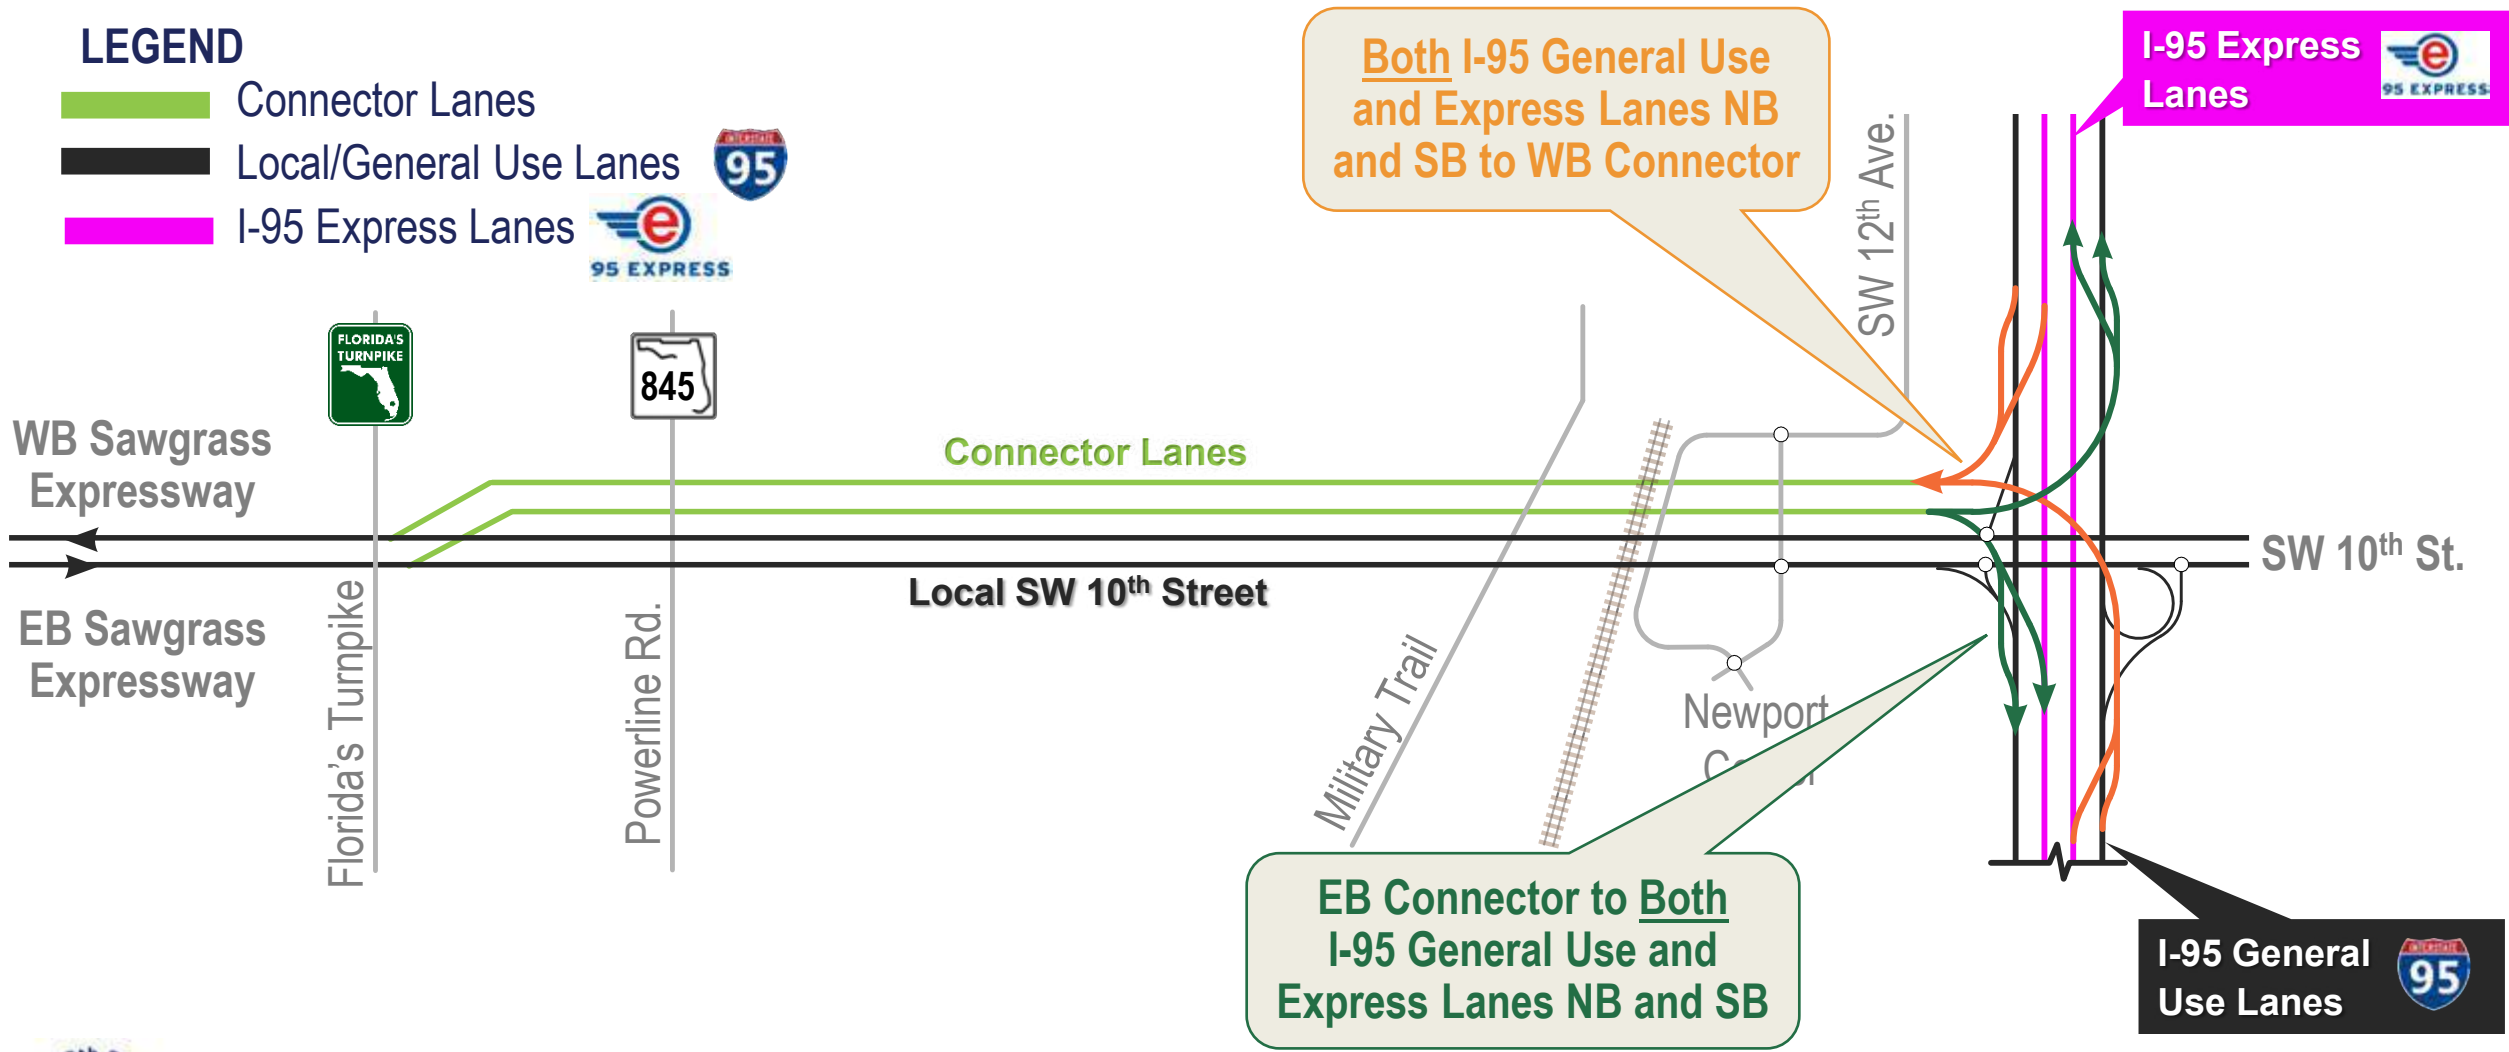 LEGEND
Connector Lanes
Local/General Use Lanes
INTERSTATE
95
I-95 Express Lanes
e
95 EXPRESS
Both I-95 General Use
and Express Lanes NB
and SB to WB Connector
I-95 Express
Lanes
e
95 EXPRESS
SW 12th Ave.
FLORIDA'S
TURNPIKE
845
WB Sawgrass
Expressway
Connector Lanes
SW 10th St.
Local SW 10th Street
EB Sawgrass
Expressway
Florida's Turnpike
Powerline Rd.
Military Trail
Newport
EB Connector to Both
I-95 General Use and
Express Lanes NB and SB
I-95 General
Use Lanes
INTERSTATE
95